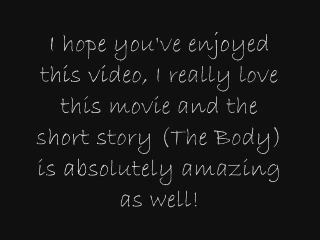 I hope you've enjoyed
this video, I really love
this movie and the
short story (The Body)
is absolutely amazing
as well!